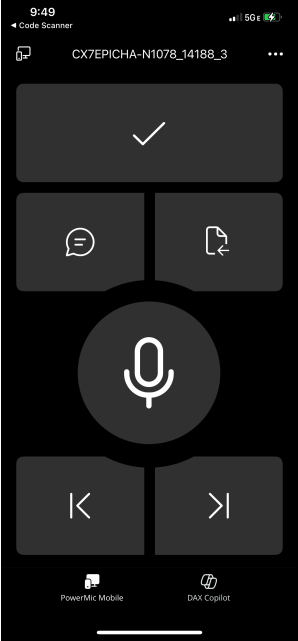 9:49
5G E
◀ Code Scanner
CX7EPICHA-N1078_14188_3
PowerMic Mobile
DAX Copilot